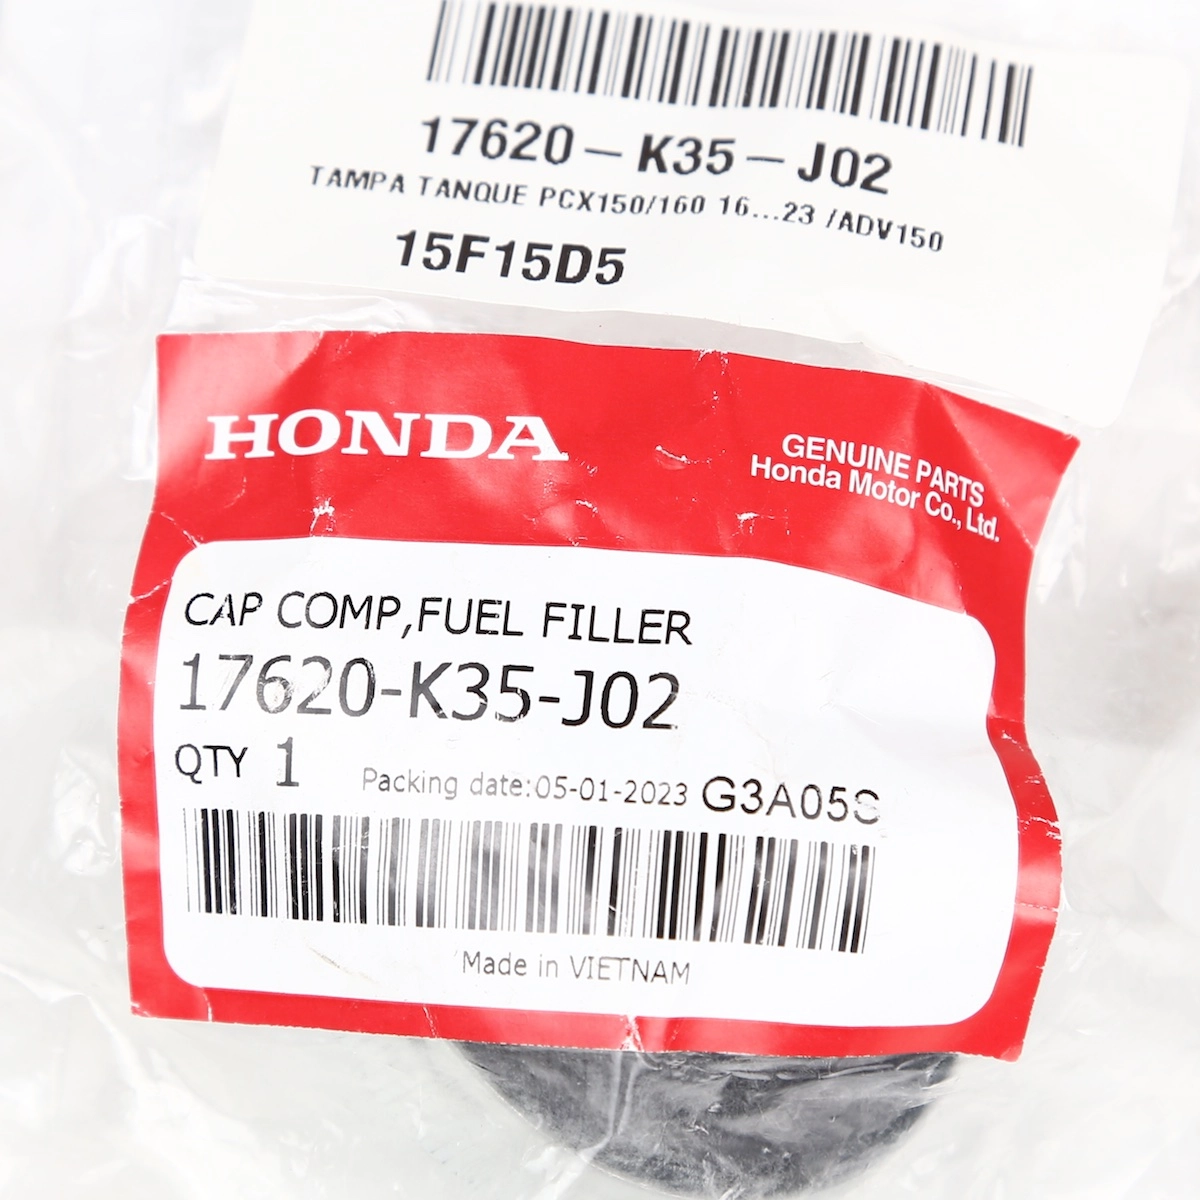 17620-K35-J02
TAMPA TANQUE PCX150/160 16...23 /ADV150
15F15D5
HONDA
GENUINE PARTS
Honda Motor Co., Ltd.
CAP COMP,FUEL FILLER
17620-K35-J02
QTY 1
Packing date:05-01-2023 G3A05S
Made in VIETNAM